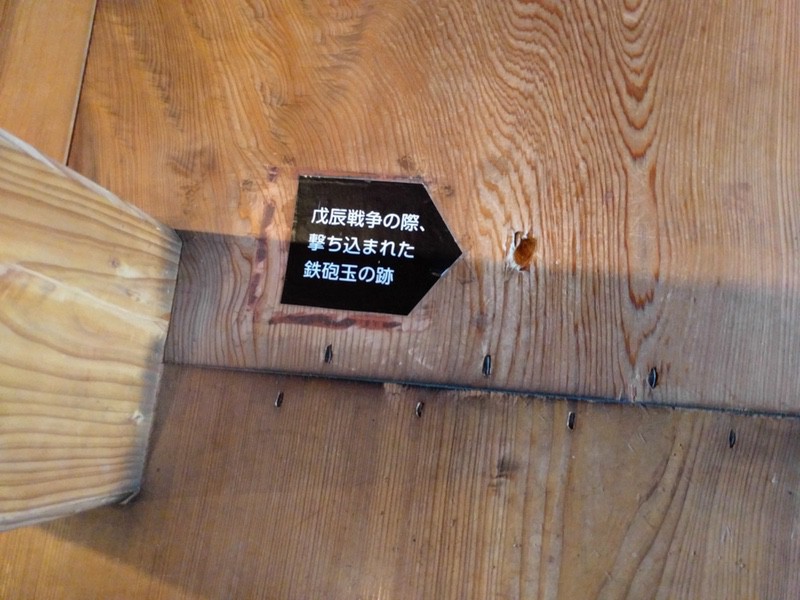 戊辰戦争の際、
撃ち込まれた
鉄砲玉の跡